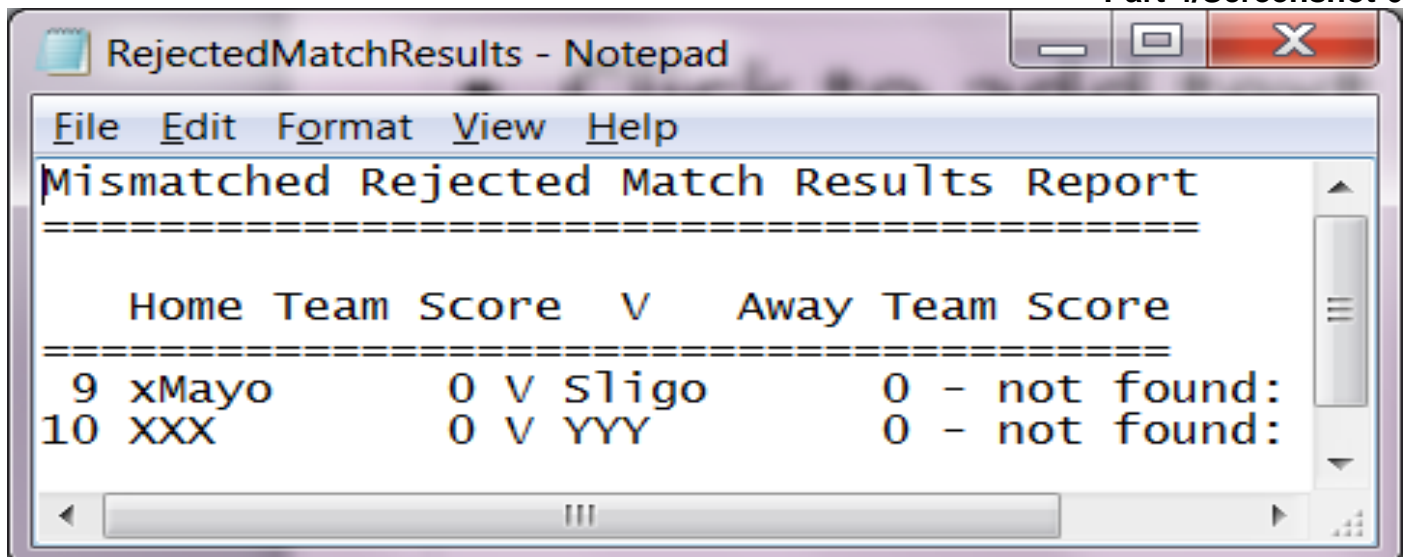 RejectedMatchResults - Notepad
File Edit Format View Help
Mismatched Rejected Match Results Report
========================================
Home Team Score V Away Team Score
=======================================
9 xMayo 0 V Sligo 0 - not found:
10 XXX 0 V YYY 0 - not found: